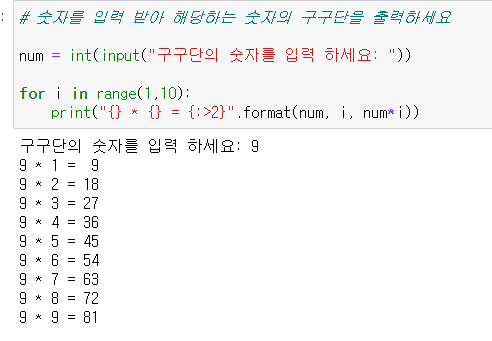 # 숫자를 입력 받아 해당하는 숫자의 구구단을 출력하세요
num = int(input("구구단의 숫자를 입력 하세요: "))
for i in range(1,10):
    print("{} * {} = {:>2}".format(num, i, num*i))
구구단의 숫자를 입력 하세요: 9
9 * 1 =  9
9 * 2 = 18
9 * 3 = 27
9 * 4 = 36
9 * 5 = 45
9 * 6 = 54
9 * 7 = 63
9 * 8 = 72
9 * 9 = 81